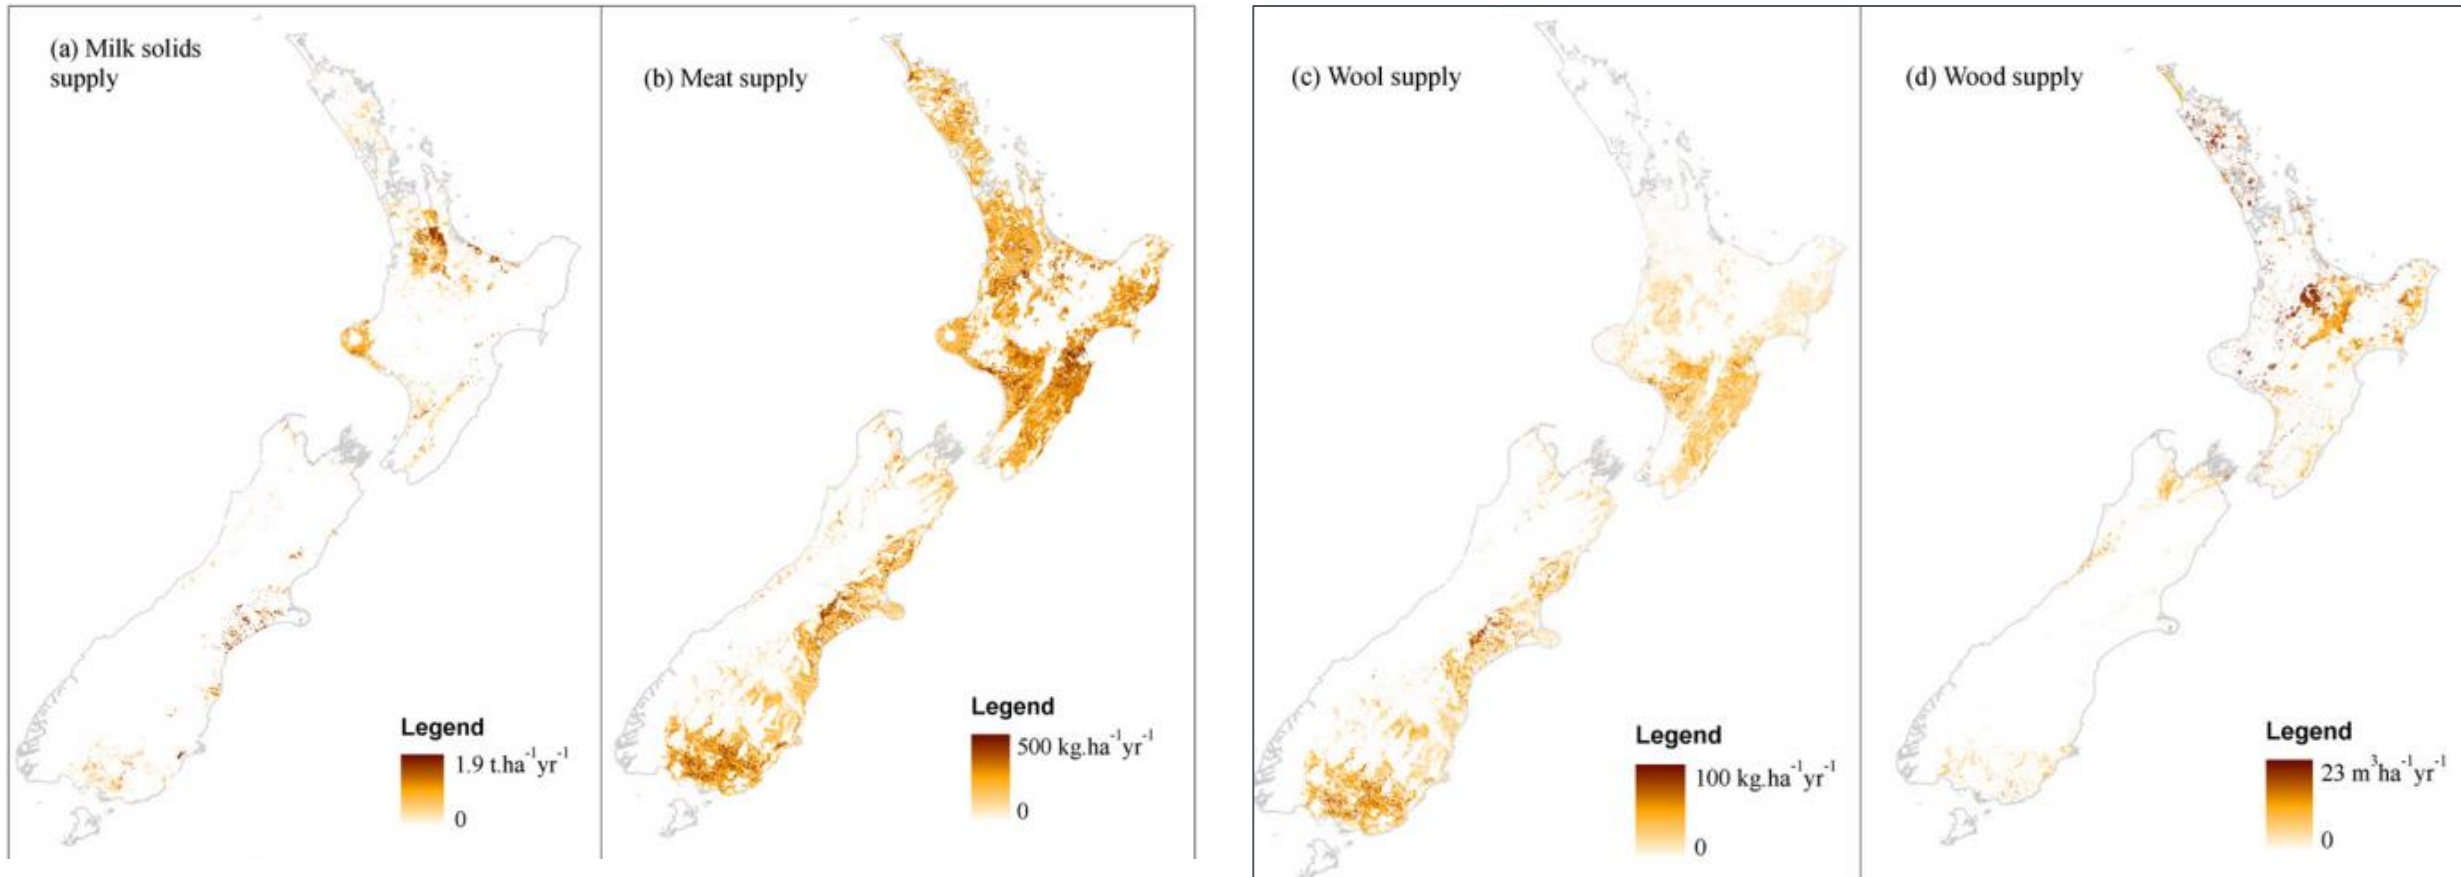 (a) Milk solids
supply
Legend
1.9 t.ha⁻¹yr⁻¹
0
(b) Meat supply
Legend
500 kg.ha⁻¹yr⁻¹
0
(c) Wool supply
Legend
100 kg.ha⁻¹yr⁻¹
0
(d) Wood supply
Legend
23 m³ha⁻¹yr⁻¹
0